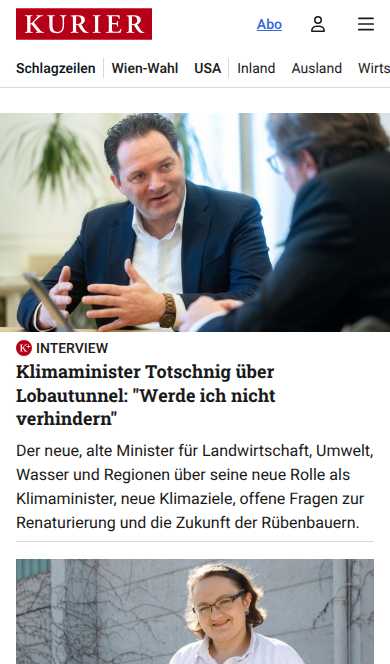 KURIER
Abo
Schlagzeilen Wien-Wahl USA Inland Ausland Wirts
K+ INTERVIEW
Klimaminister Totschnig über
Lobautunnel: "Werde ich nicht
verhindern"
Der neue, alte Minister für Landwirtschaft, Umwelt,
Wasser und Regionen über seine neue Rolle als
Klimaminister, neue Klimaziele, offene Fragen zur
Renaturierung und die Zukunft der Rübenbauern.